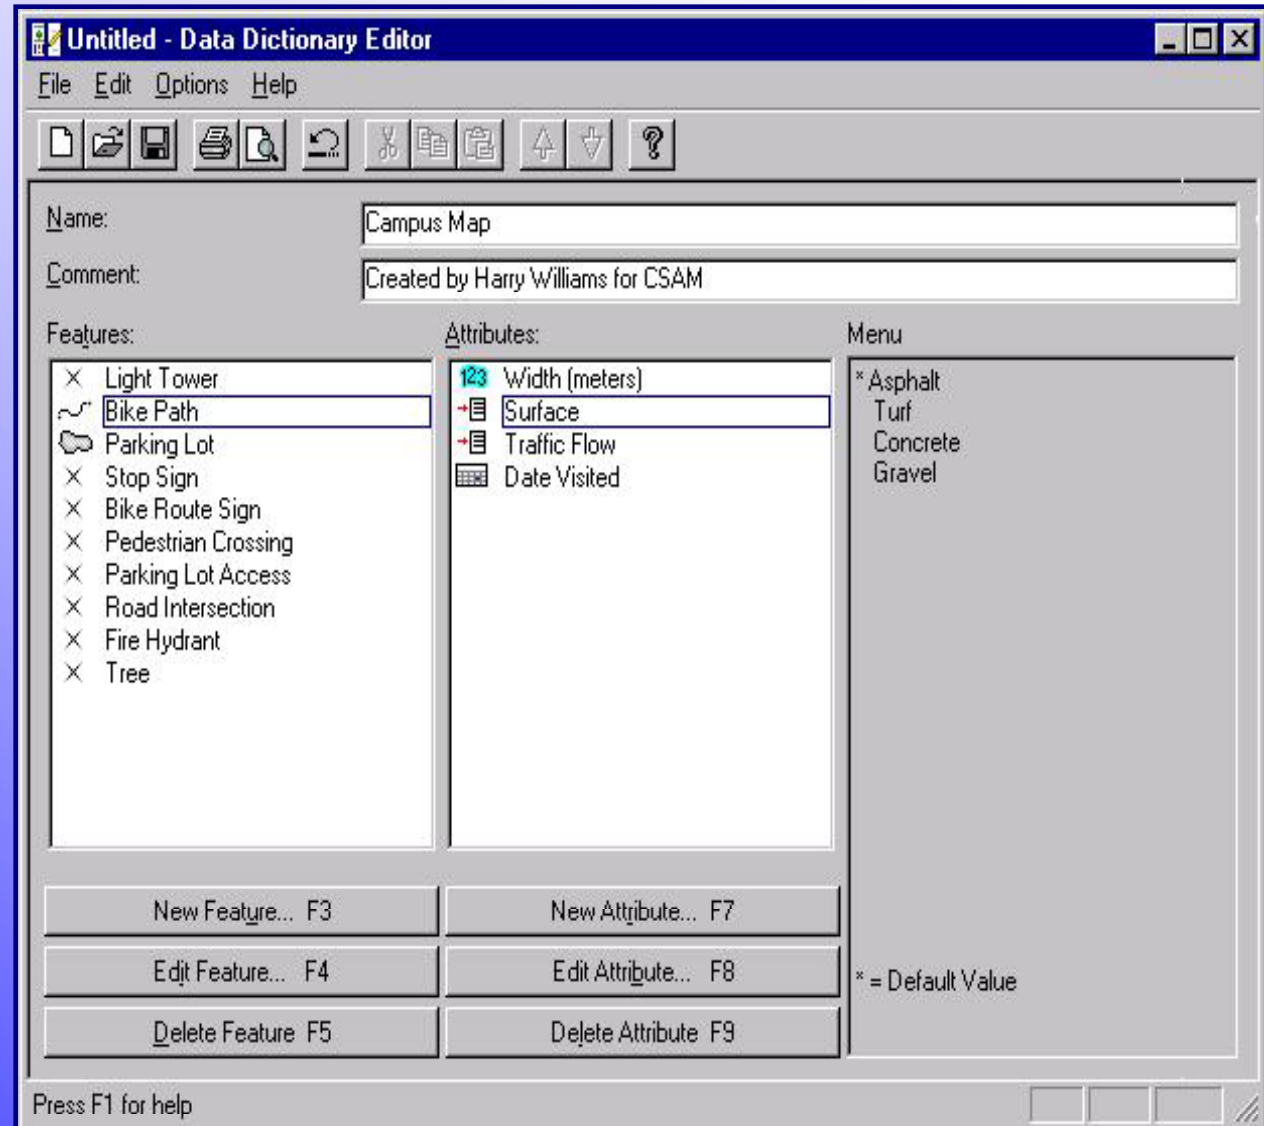 Untitled - Data Dictionary Editor
File Edit Options Help
Name: Campus Map
Comment: Created by Harry Williams for CSAM
Features:
Light Tower
Bike Path
Parking Lot
Stop Sign
Bike Route Sign
Pedestrian Crossing
Parking Lot Access
Road Intersection
Fire Hydrant
Tree
Attributes:
123 Width (meters)
Surface
Traffic Flow
Date Visited
Menu
* Asphalt
Turf
Concrete
Gravel
* = Default Value
New Feature... F3
New Attribute... F7
Edit Feature... F4
Edit Attribute... F8
Delete Feature F5
Delete Attribute F9
Press F1 for help